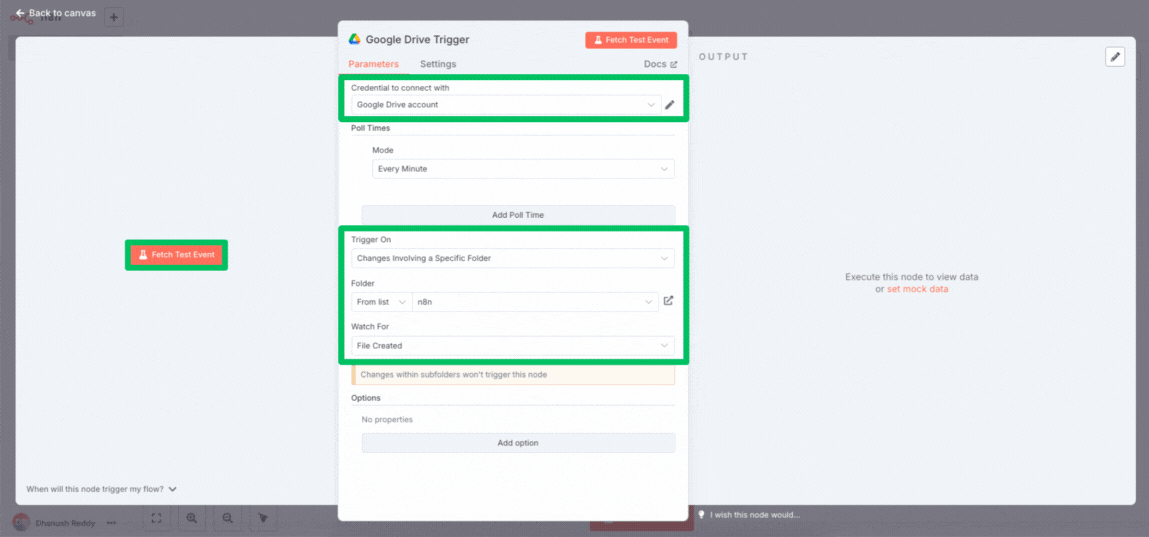 Back to canvas
Google Drive Trigger
Fetch Test Event
Parameters
Settings
Docs
Credential to connect with
Google Drive account
Poll Times
Mode
Every Minute
Add Poll Time
Trigger On
Changes Involving a Specific Folder
Folder
From list
n8n
Watch For
File Created
Changes within subfolders won't trigger this node
Options
No properties
Add option
Fetch Test Event
When will this node trigger my flow?
OUTPUT
Execute this node to view data
or set mock data
Dhanush Reddy
I wish this node would...